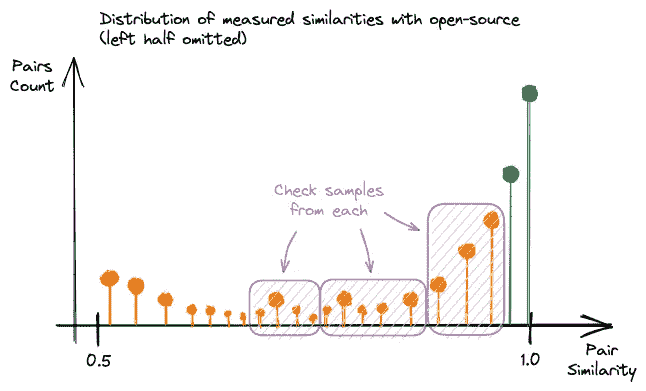 Distribution of measured similarities with open-source
(left half omitted)
Pairs
Count
Check samples
from each
0.5
1.0
Pair
Similarity